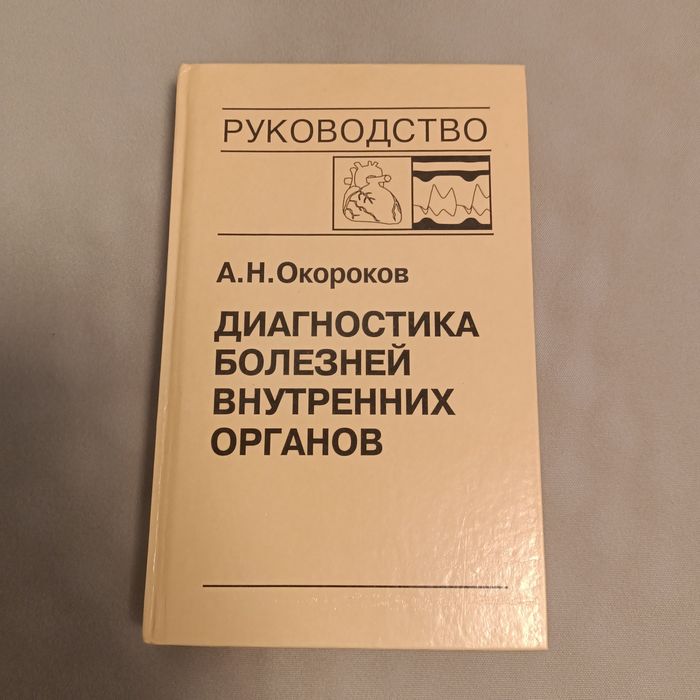 РУКОВОДСТВО
А.Н.Окороков
ДИАГНОСТИКА
БОЛЕЗНЕЙ
ВНУТРЕННИХ
ОРГАНОВ